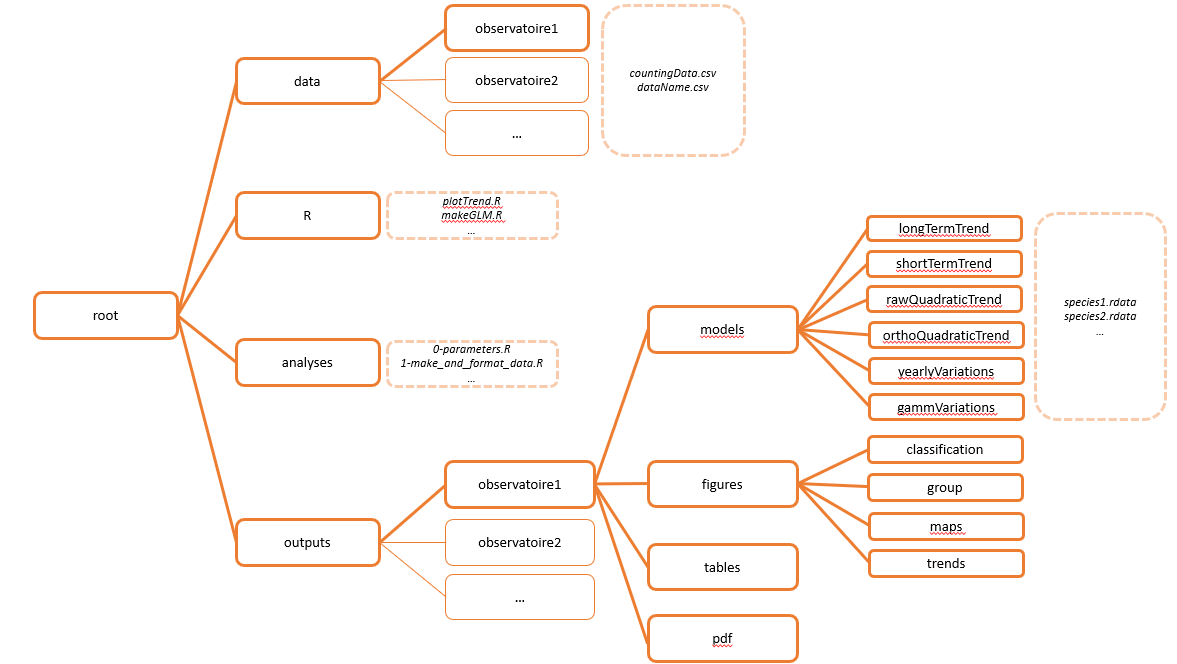 observatoire1
data
observatoire2
...
countingData.csv
dataName.csv
R
plotTrend.R
makeGLM.R
...
root
analyses
0-parameters.R
1-make_and_format_data.R
...
outputs
observatoire1
observatoire2
...
models
longTermTrend
shortTermTrend
rawQuadraticTrend
orthoQuadraticTrend
yearlyVariations
gammVariations
species1.rdata
species2.rdata
...
figures
classification
group
maps
trends
tables
pdf